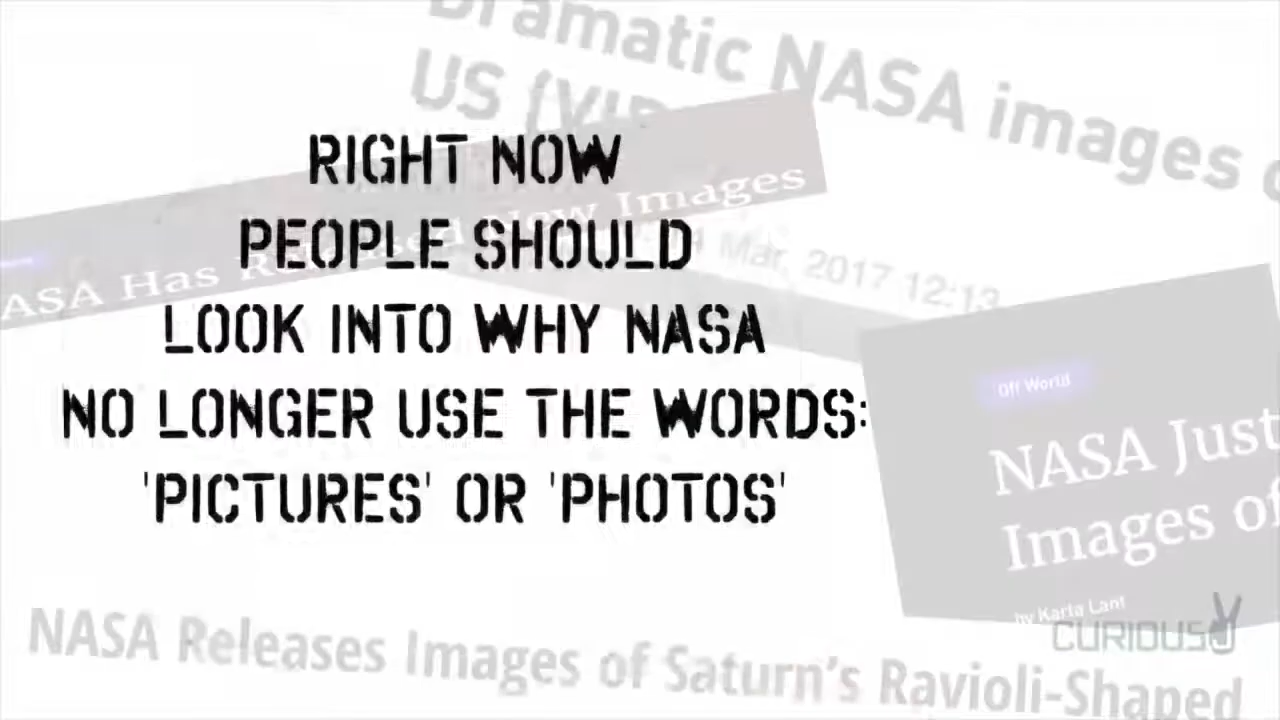 Dramatic NASA images
US
NASA Has Released New Images
RIGHT NOW
PEOPLE SHOULD
LOOK INTO WHY NASA
NO LONGER USE THE WORDS:
'PICTURES' OR 'PHOTOS'
Mar, 2017 12:13
Off World
NASA Just
Images of
by Karla Lant
CURIOUSJ
NASA Releases Images of Saturn's Ravioli-Shaped